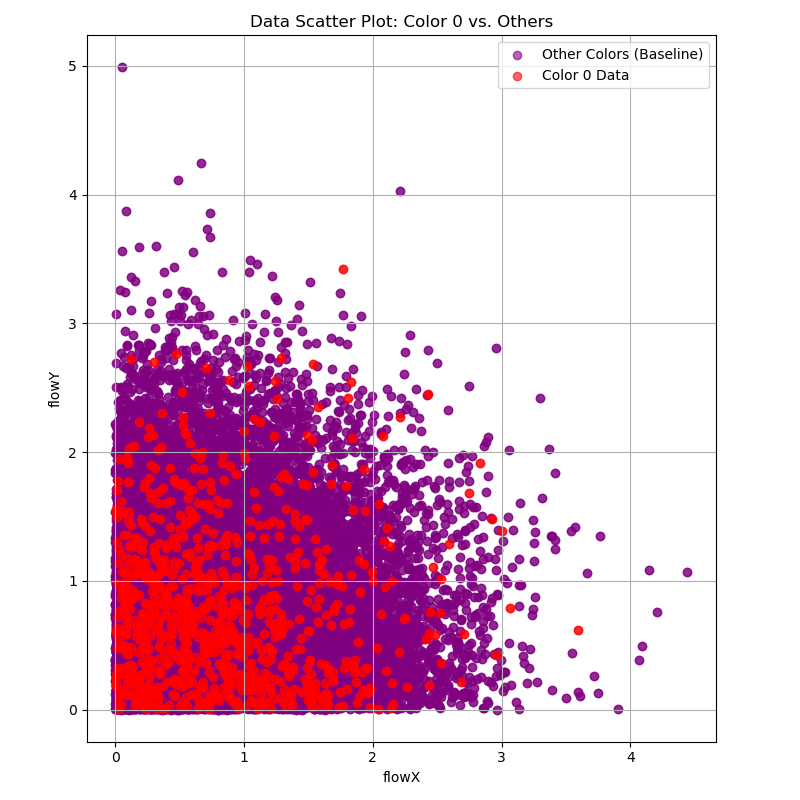 Data Scatter Plot: Color 0 vs. Others
Other Colors (Baseline)
Color 0 Data
5
4
3
2
1
0
flowY
0 1 2 3 4
flowX